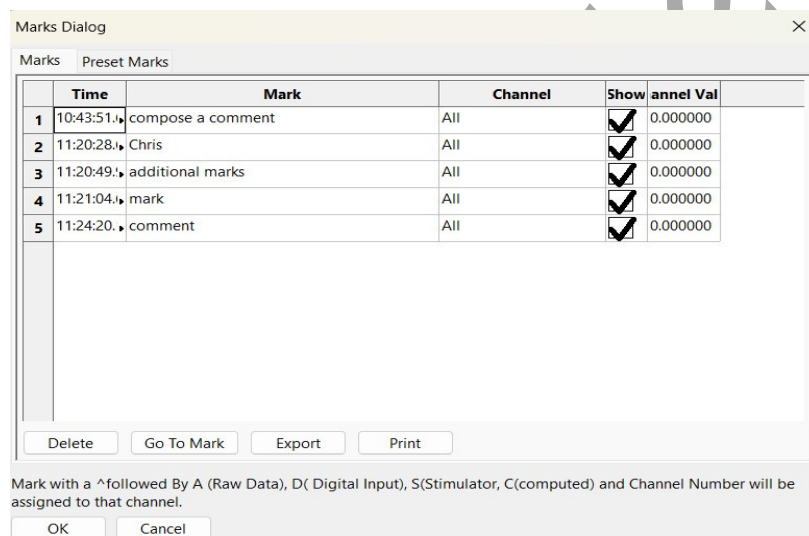 Marks Dialog
Marks Preset Marks
Time Mark Channel Show annel Val
1 10:43:51. compose a comment All 0.000000
2 11:20:28. Chris All 0.000000
3 11:20:49. additional marks All 0.000000
4 11:21:04. mark All 0.000000
5 11:24:20. comment All 0.000000
Delete Go To Mark Export Print
Mark with a ^followed By A (Raw Data), D( Digital Input), S(Stimulator, C(computed) and Channel Number will be
assigned to that channel.
OK Cancel